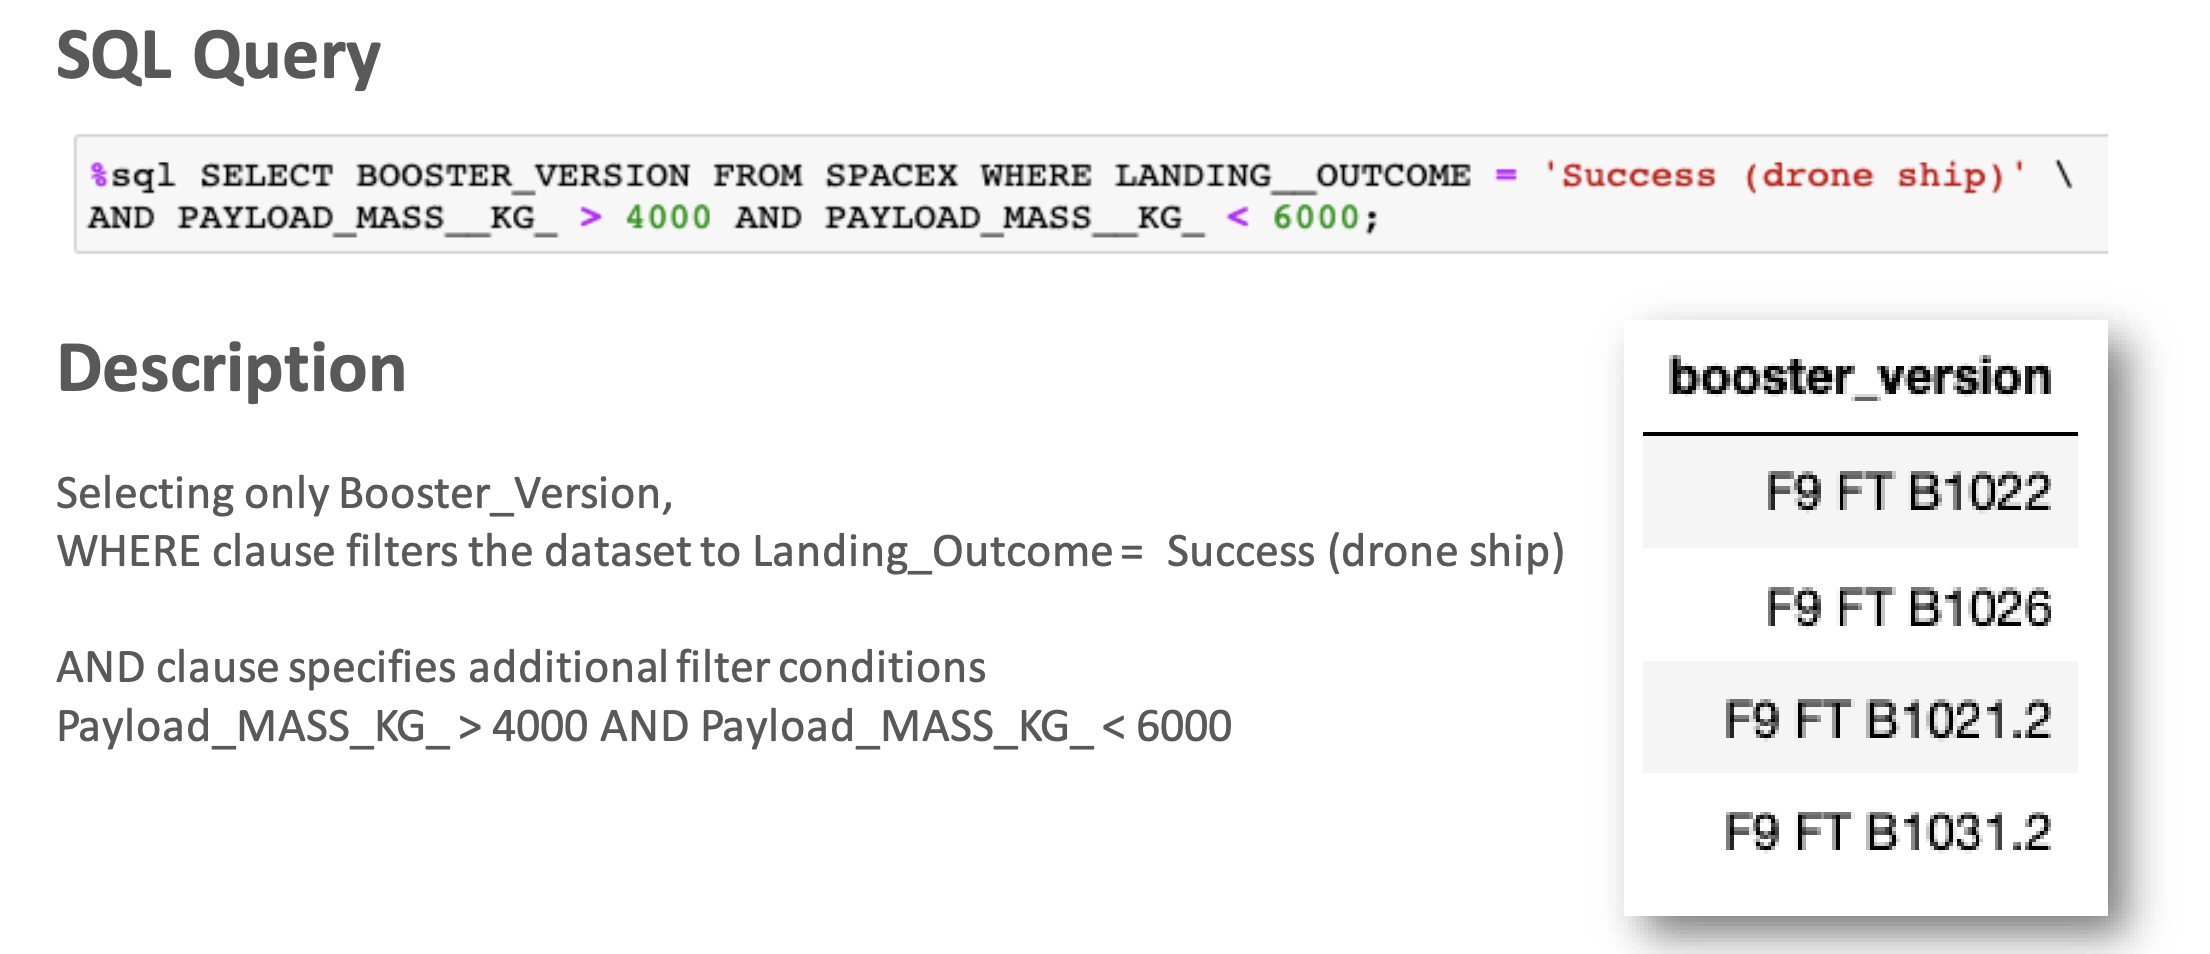 SQL Query
%sql SELECT BOOSTER_VERSION FROM SPACEX WHERE LANDING__OUTCOME = 'Success (drone ship)' \
AND PAYLOAD_MASS__KG_ > 4000 AND PAYLOAD_MASS__KG_ < 6000;
Description
Selecting only Booster_Version,
WHERE clause filters the dataset to Landing_Outcome = Success (drone ship)
AND clause specifies additional filter conditions
Payload_MASS_KG_ > 4000 AND Payload_MASS_KG_ < 6000
booster_version
F9 FT B1022
F9 FT B1026
F9 FT B1021.2
F9 FT B1031.2